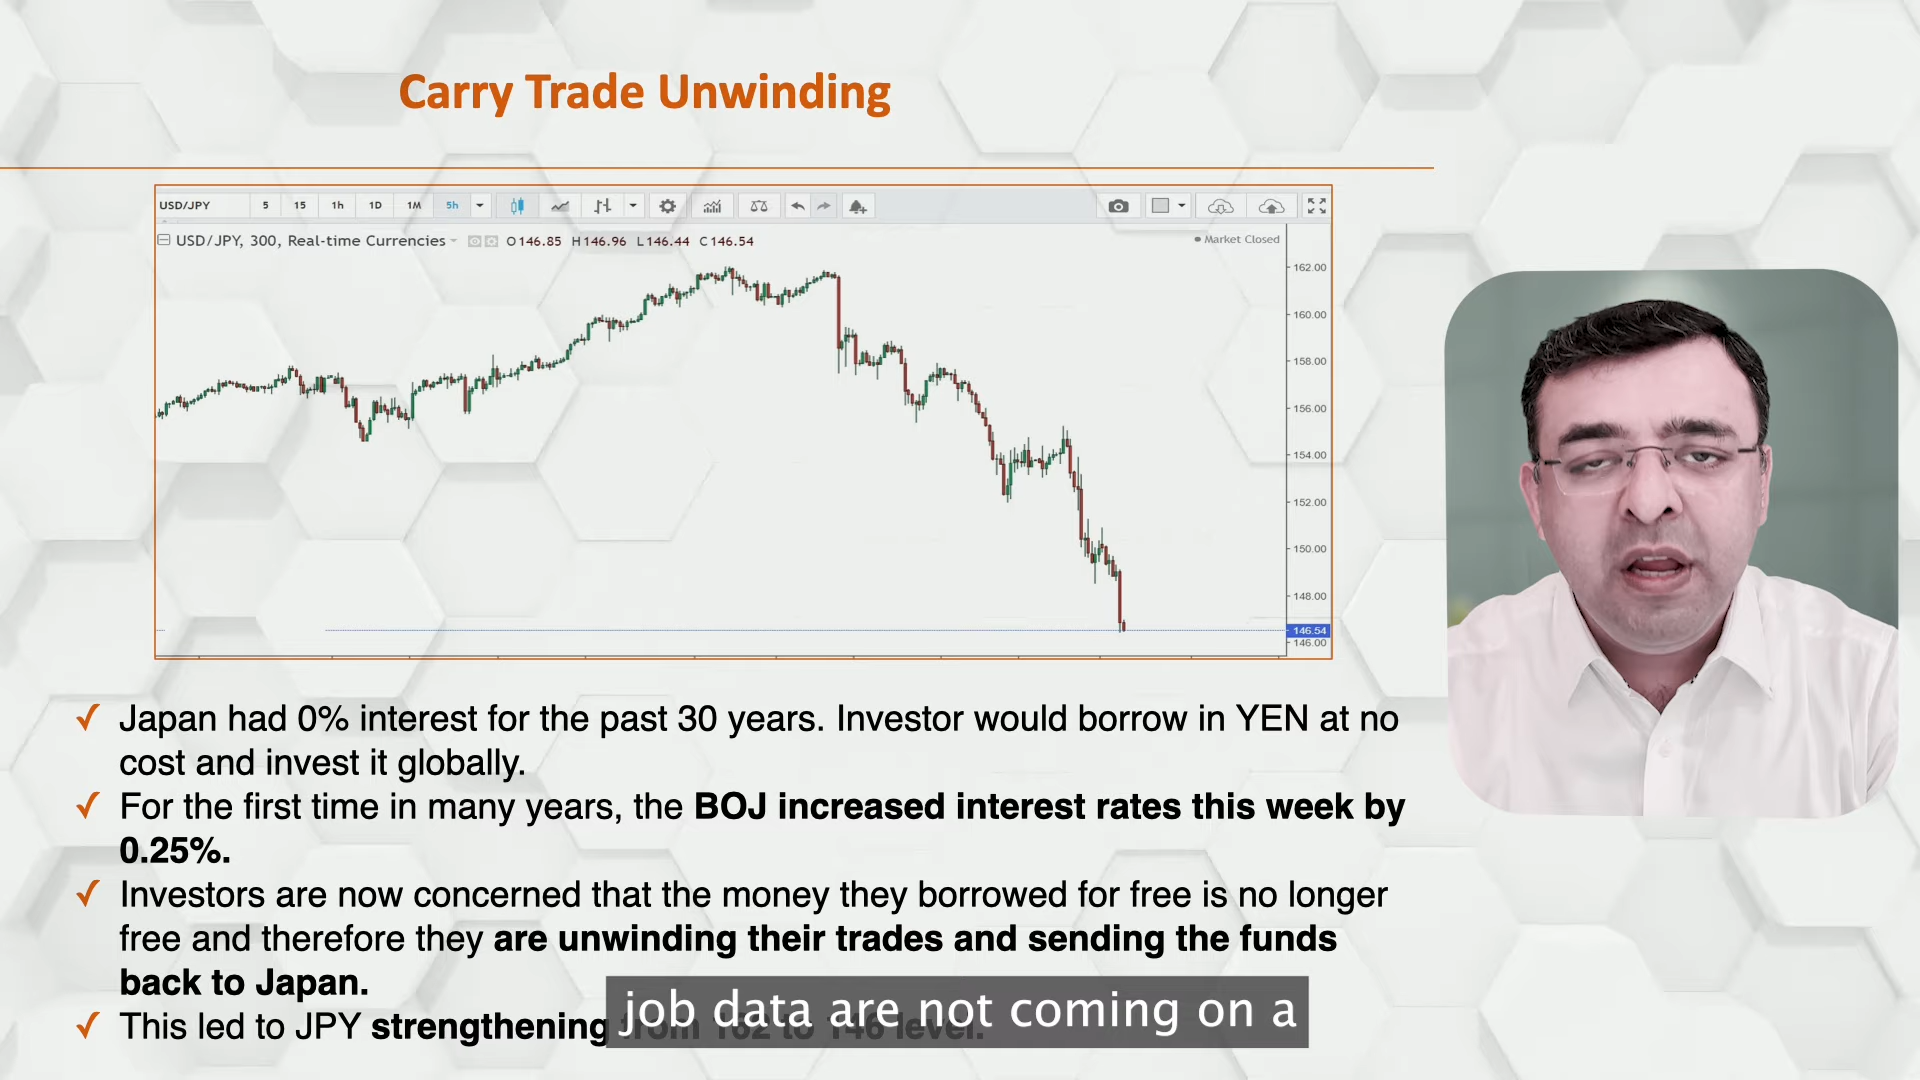 Carry Trade Unwinding
USD/JPY 5 15 1h 1D 1M 5h
USD/JPY, 300, Real-time Currencies O146.85 H146.96 L146.44 C146.54
Market Closed
162.00
160.00
158.00
156.00
154.00
152.00
150.00
148.00
146.54
146.00
Japan had 0% interest for the past 30 years. Investor would borrow in YEN at no
cost and invest it globally.
For the first time in many years, the BOJ increased interest rates this week by
0.25%.
Investors are now concerned that the money they borrowed for free is no longer
free and therefore they are unwinding their trades and sending the funds
back to Japan.
This led to JPY strengthening from 162 to 146 level.
job data are not coming on a